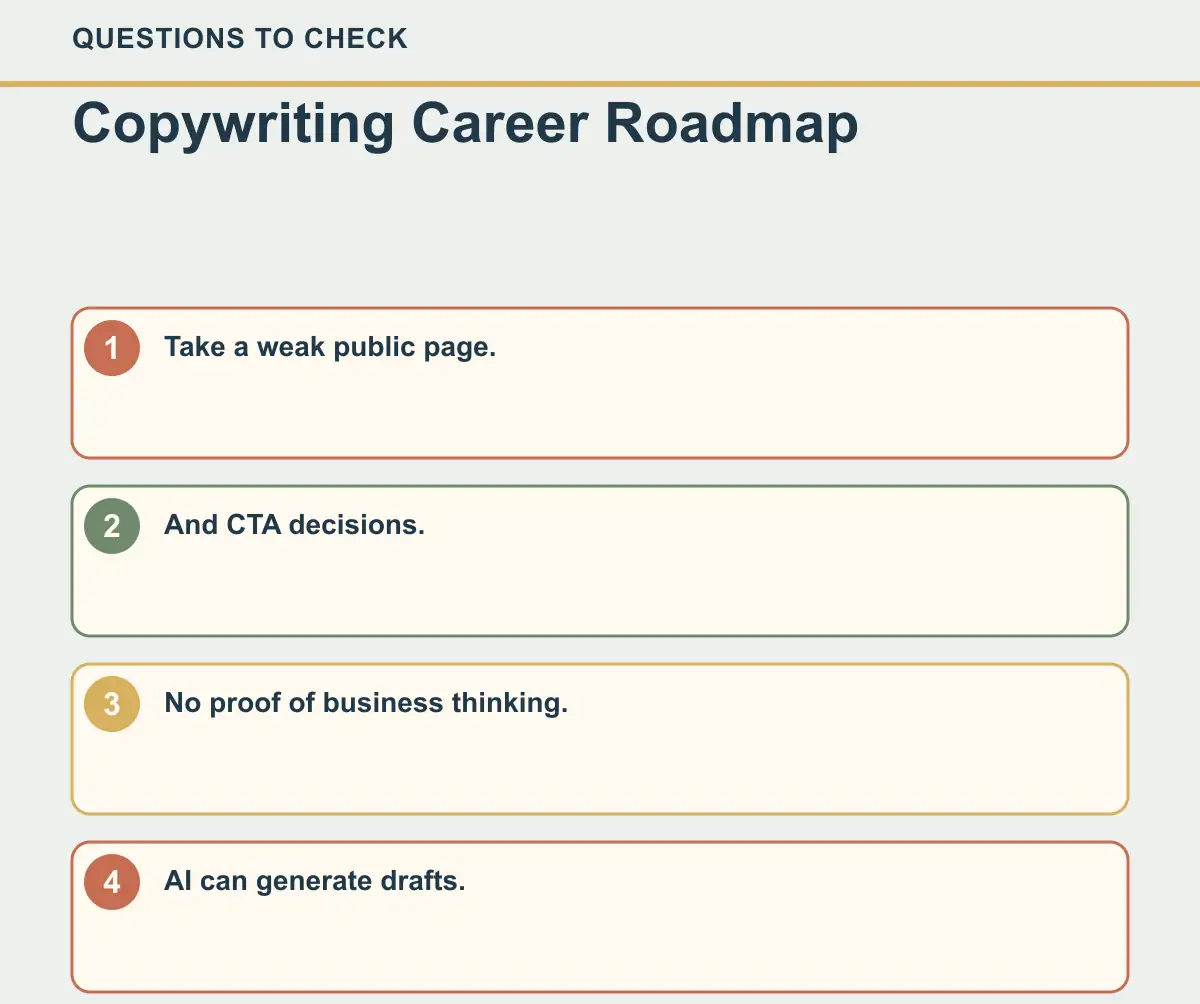 QUESTIONS TO CHECK
Copywriting Career Roadmap
1 Take a weak public page.
2 And CTA decisions.
3 No proof of business thinking.
4 AI can generate drafts.